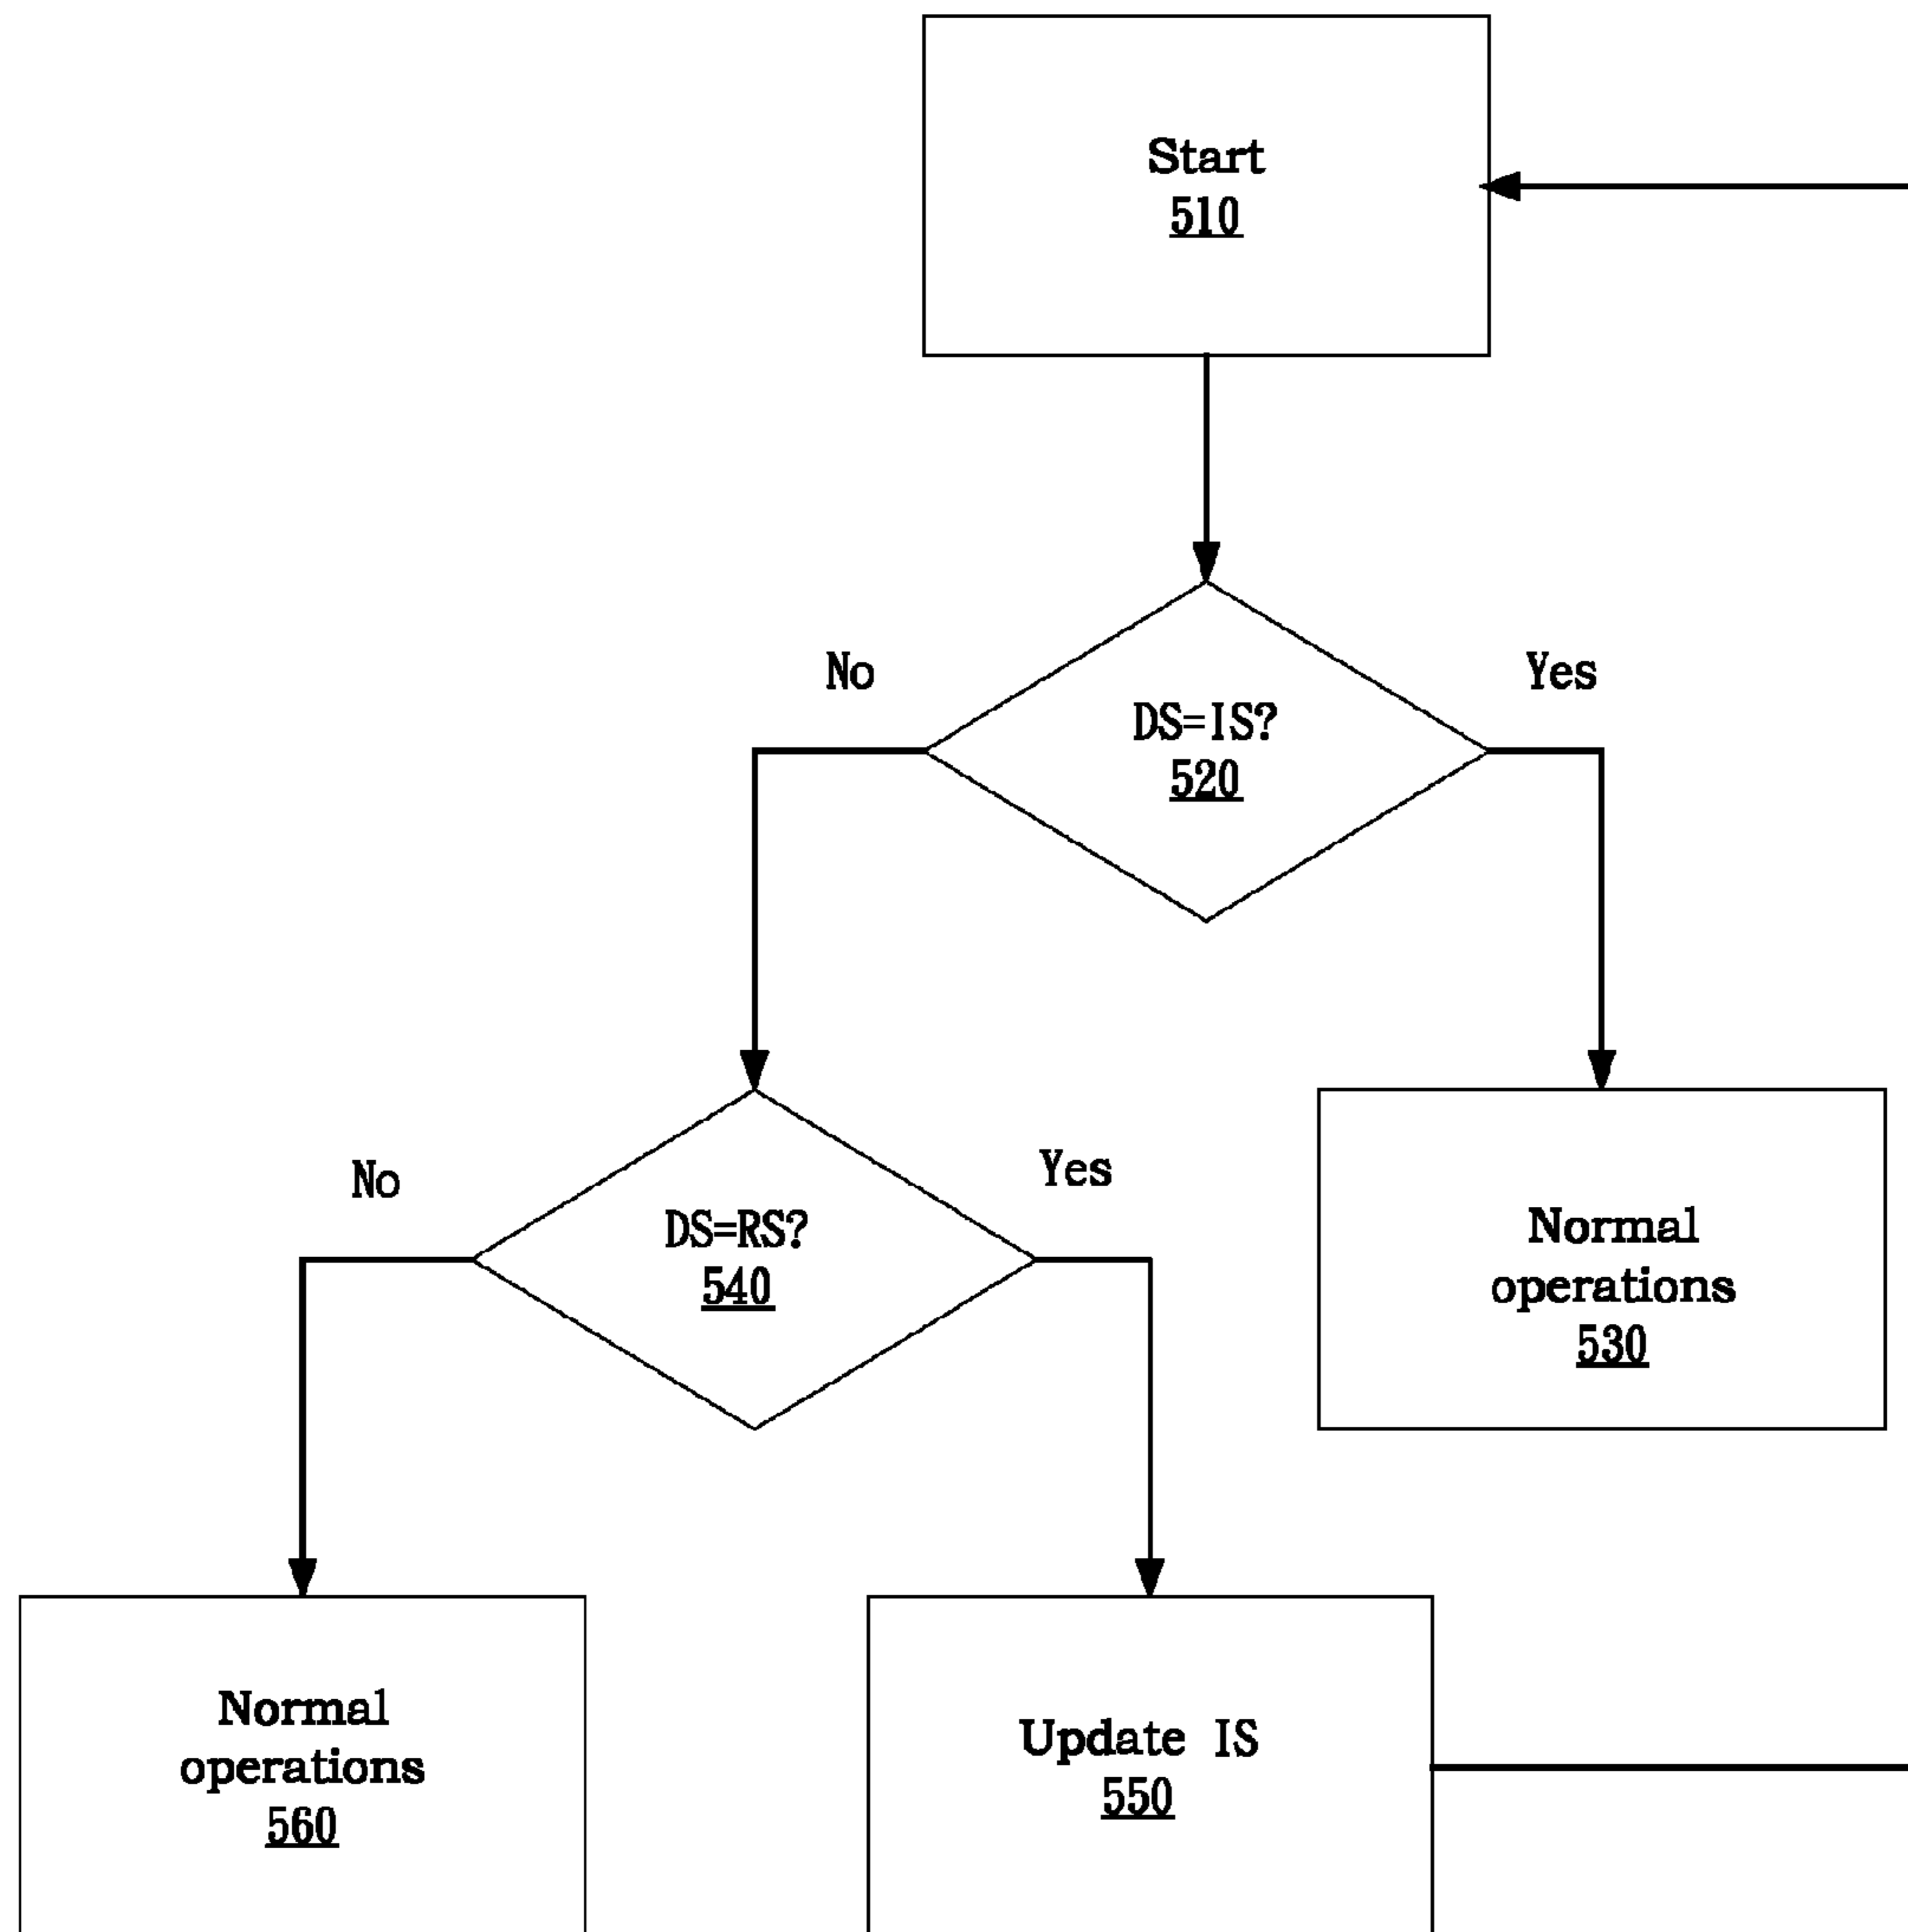 Start
510
No
Yes
DS=IS?
520
No
Yes
DS=RS?
540
Normal
operations
530
Normal
operations
560
Update IS
550